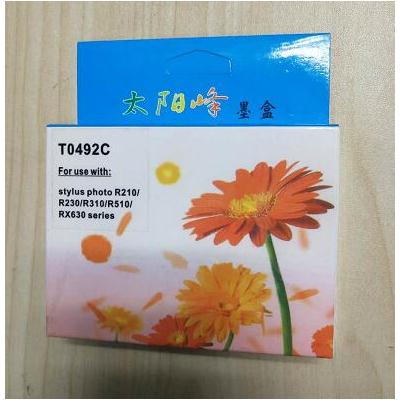 太阳峰墨盒
T0492C
For use with:
stylus photo R210/
R230/R310/R510/
RX630 series